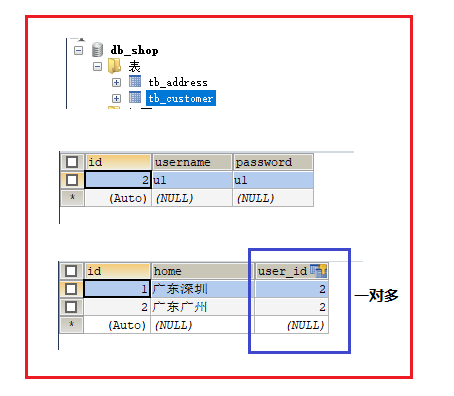 db_shop
表
tb_address
tb_customer
id username password
2 u1 u1
* (Auto) (NULL) (NULL)
id home user_id
1 广东深圳 2
2 广东广州 2
* (Auto) (NULL) (NULL)
一对多